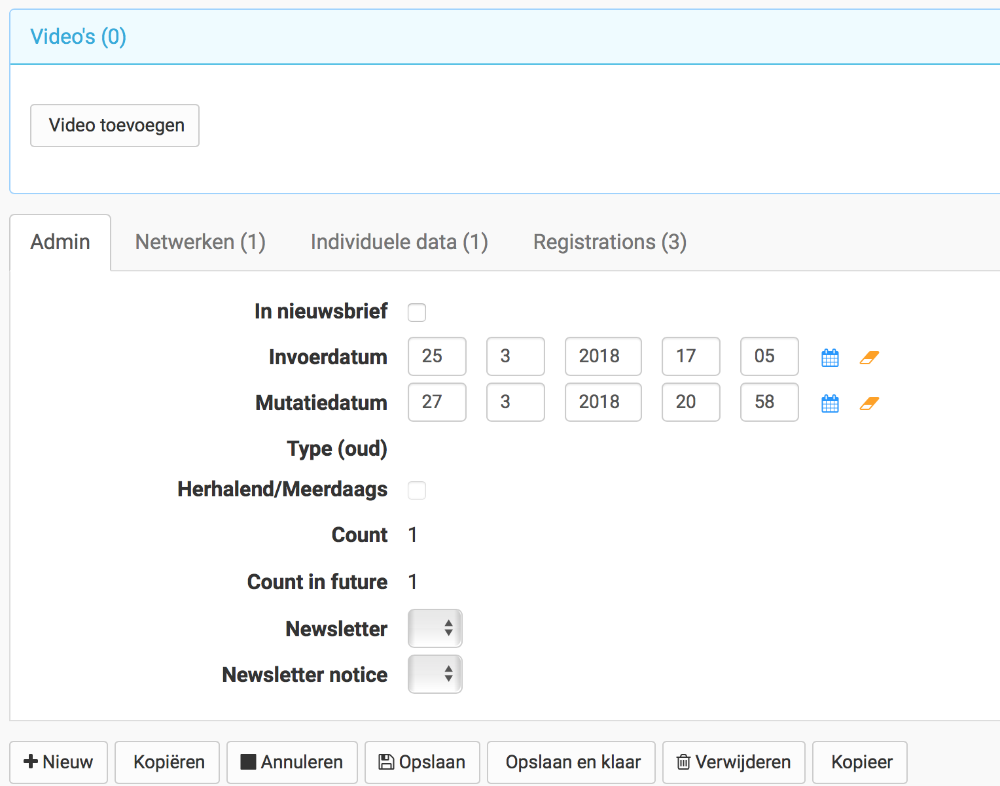 Video's (0)
Video toevoegen
Admin Netwerken (1) Individuele data (1) Registrations (3)
In nieuwsbrief
Invoerdatum 25 3 2018 17 05
Mutatiedatum 27 3 2018 20 58
Type (oud)
Herhalend/Meerdaags
Count 1
Count in future 1
Newsletter
Newsletter notice
Nieuw Kopiëren Annuleren Opslaan Opslaan en klaar Verwijderen Kopieer